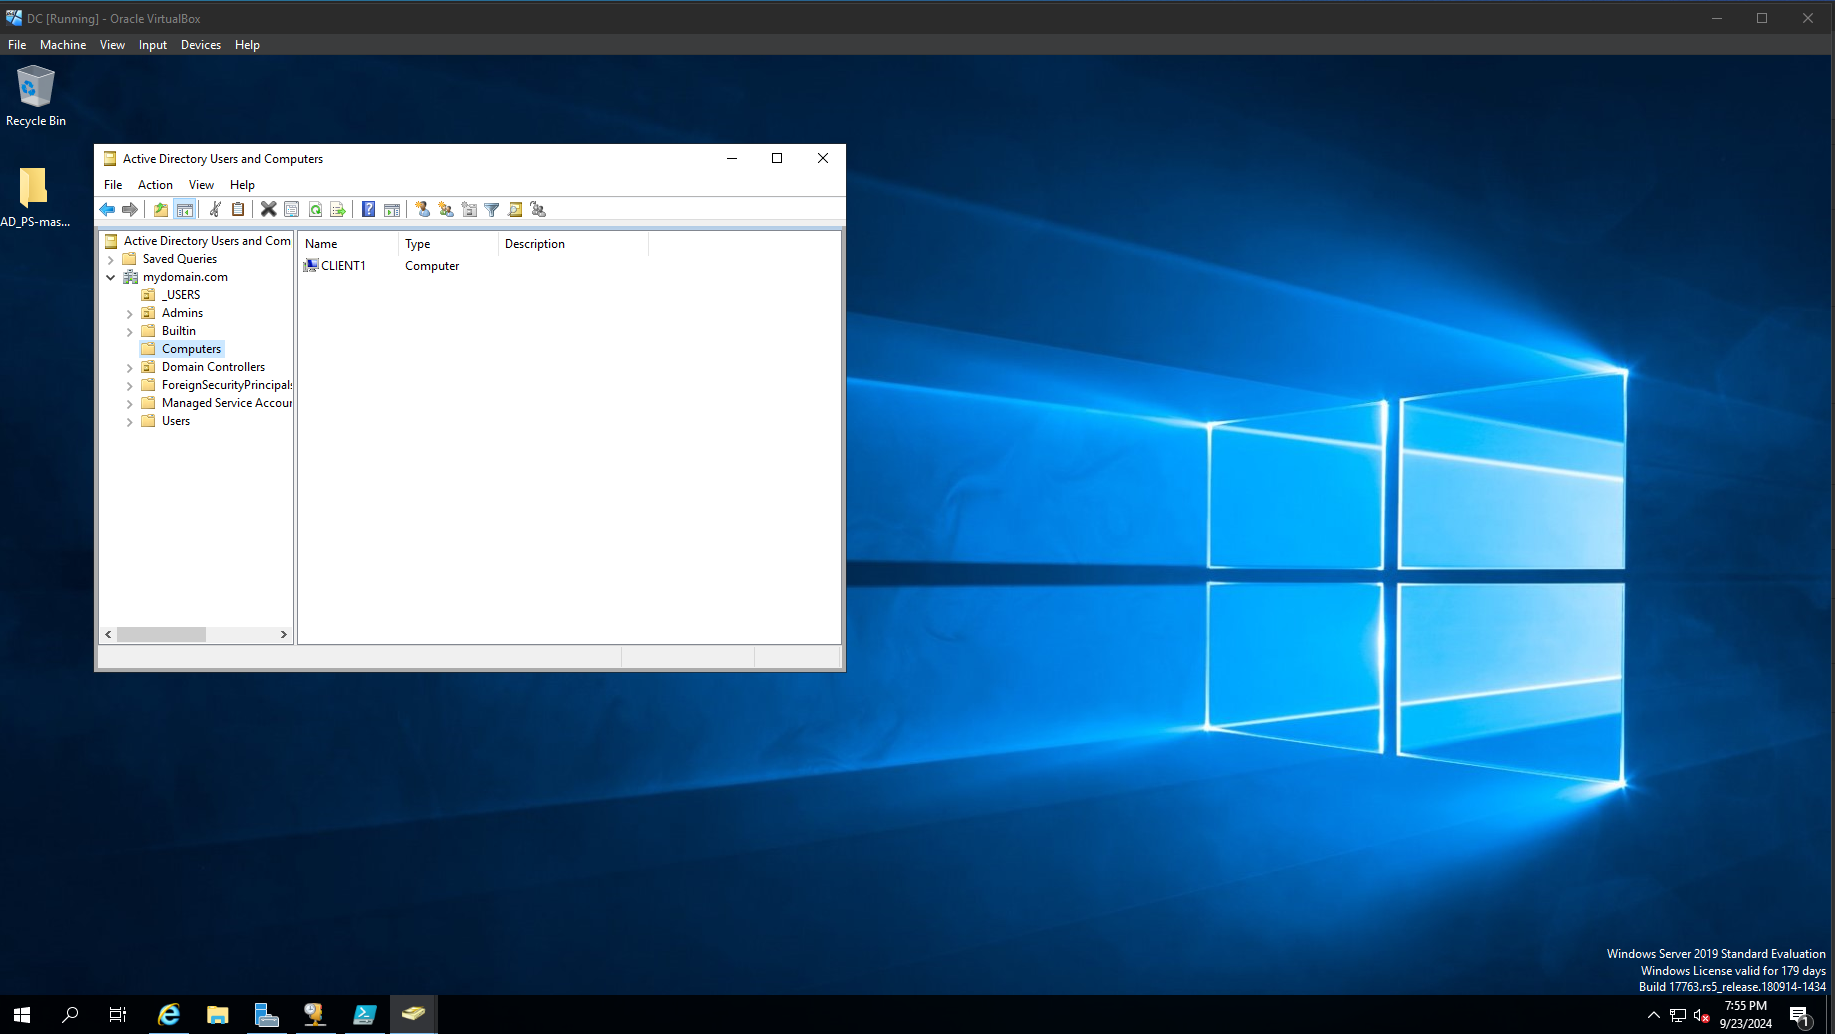 DC [Running] - Oracle VirtualBox
File Machine View Input Devices Help
Recycle Bin
AD_PS-mas...
Active Directory Users and Computers
File Action View Help
Active Directory Users and Com
Saved Queries
mydomain.com
_USERS
Admins
Builtin
Computers
Domain Controllers
ForeignSecurityPrincipals
Managed Service Accour
Users
Name Type Description
CLIENT1 Computer
Windows Server 2019 Standard Evaluation
Windows License valid for 179 days
Build 17763.rs5_release.180914-1434
7:55 PM
9/23/2024
1